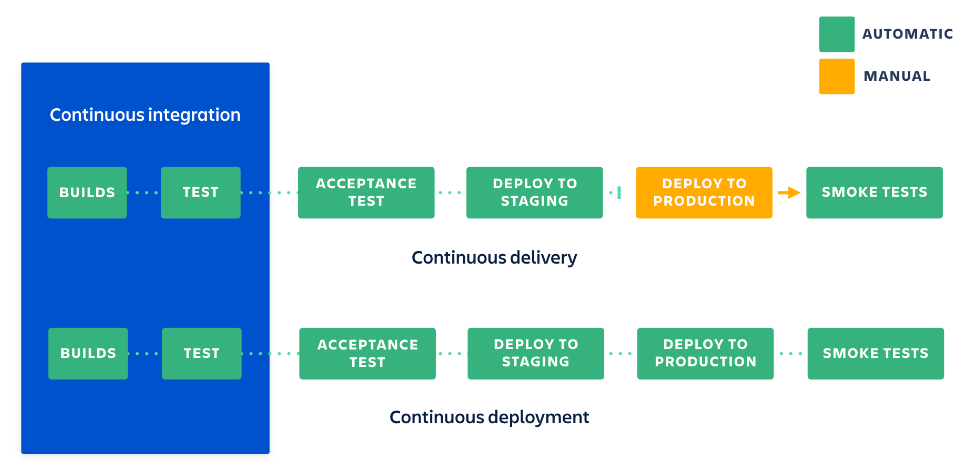 AUTOMATIC
MANUAL
Continuous integration
BUILDS
TEST
ACCEPTANCE
TEST
DEPLOY TO
STAGING
DEPLOY TO
PRODUCTION
SMOKE TESTS
Continuous delivery
BUILDS
TEST
ACCEPTANCE
TEST
DEPLOY TO
STAGING
DEPLOY TO
PRODUCTION
SMOKE TESTS
Continuous deployment